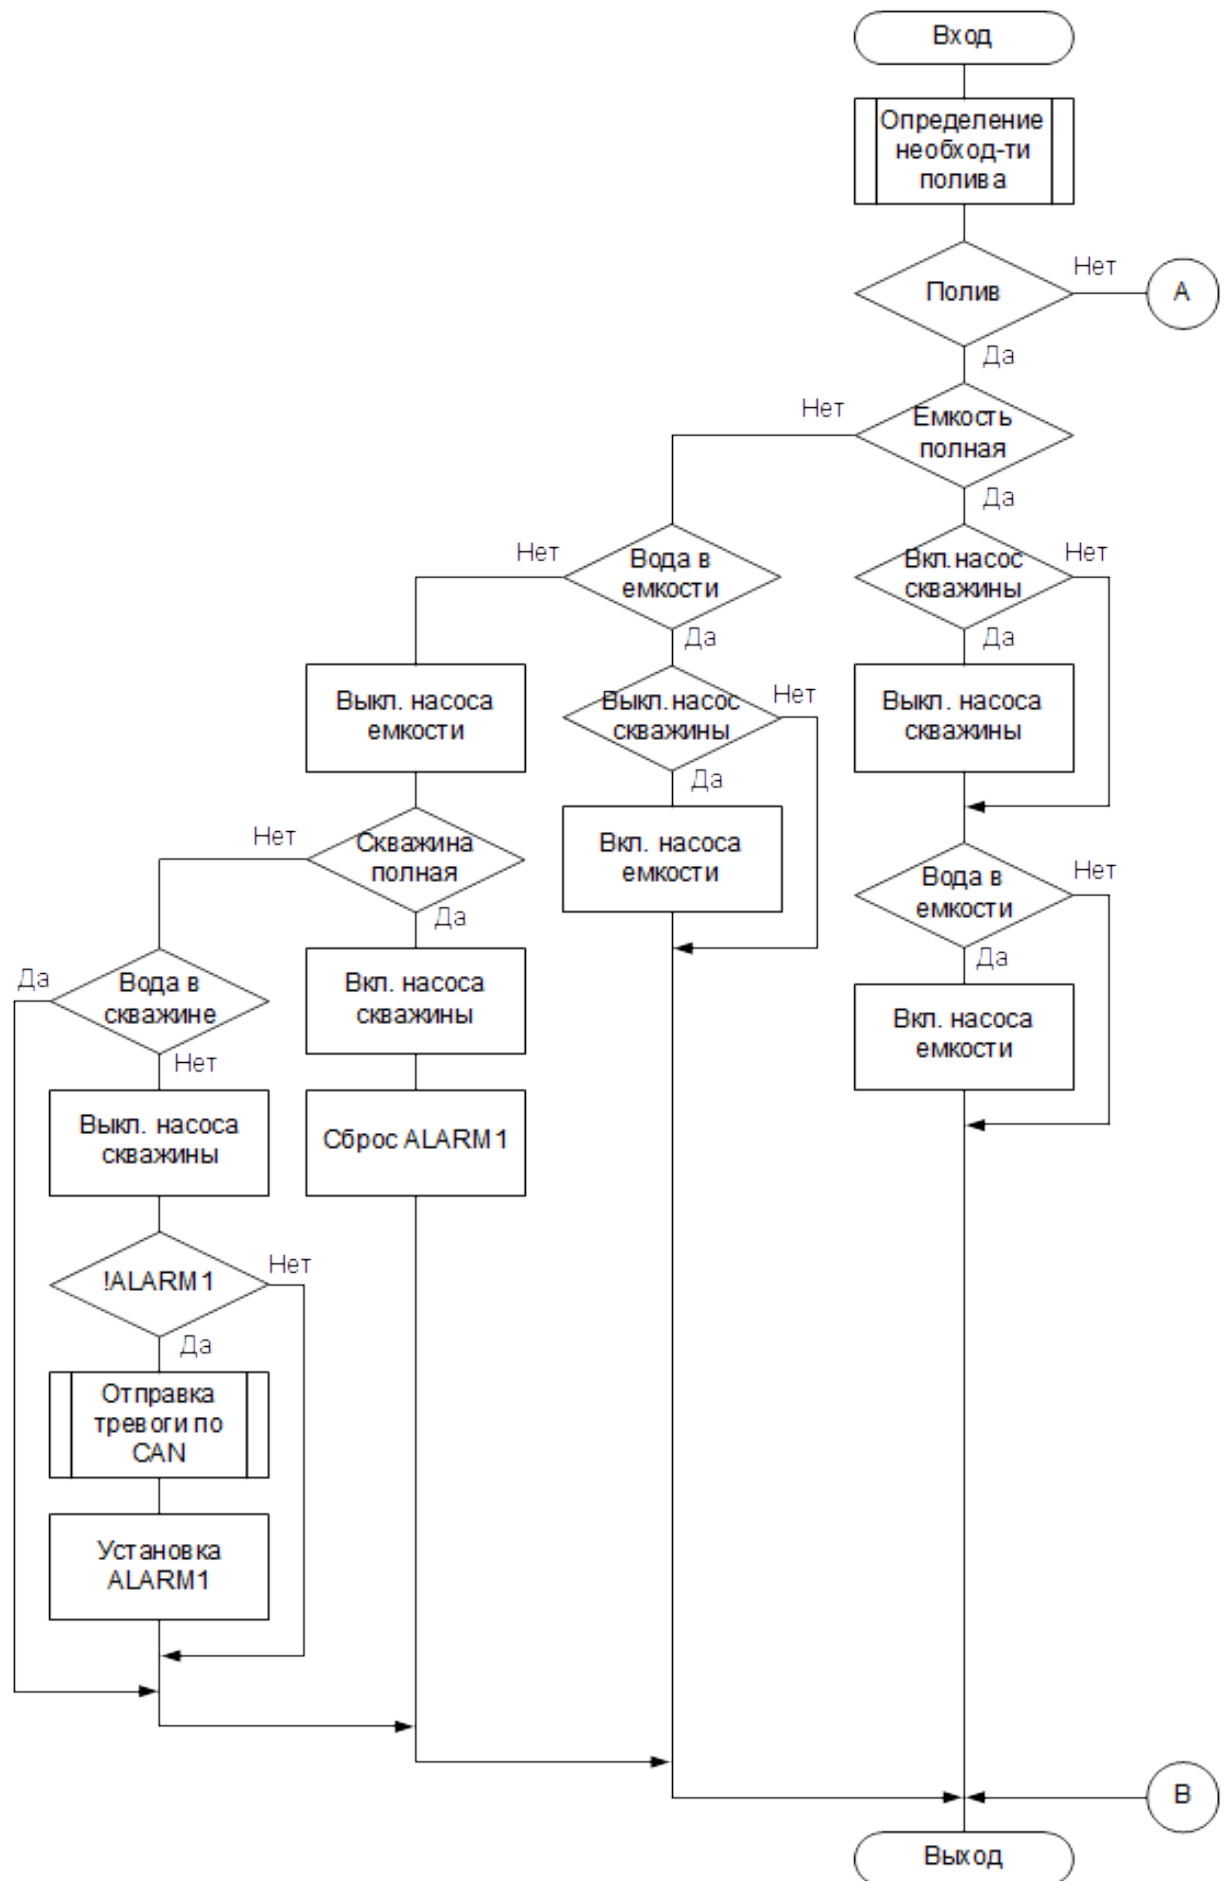 Вход
Определение
необход-ти
полива
Полив
Нет
А
Да
Нет
Емкость
полная
Да
Нет
Вода в
емкости
Вкл.насос
скважины
Нет
Да
Да
Выкл. насоса
емкости
Выкл.насос
скважины
Нет
Выкл. насоса
скважины
Да
Нет
Скважина
полная
Вкл. насоса
емкости
Вода в
емкости
Нет
Да
Да
Да
Вода в
скважине
Вкл. насоса
скважины
Вкл. насоса
емкости
Нет
Выкл. насоса
скважины
Сброс ALARM1
!ALARM1
Нет
Да
Отправка
тревоги по
CAN
Установка
ALARM1
В
Выход